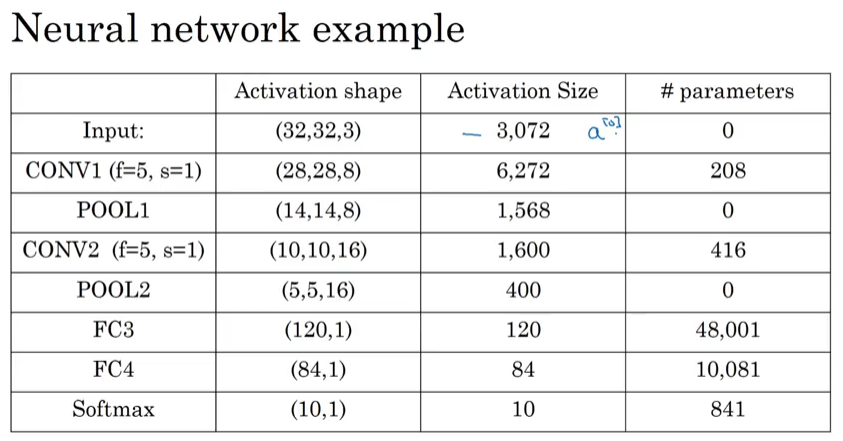 Neural network example
Activation shape Activation Size # parameters
Input: (32,32,3) – 3,072 a[0] 0
CONV1 (f=5, s=1) (28,28,8) 6,272 208
POOL1 (14,14,8) 1,568 0
CONV2 (f=5, s=1) (10,10,16) 1,600 416
POOL2 (5,5,16) 400 0
FC3 (120,1) 120 48,001
FC4 (84,1) 84 10,081
Softmax (10,1) 10 841